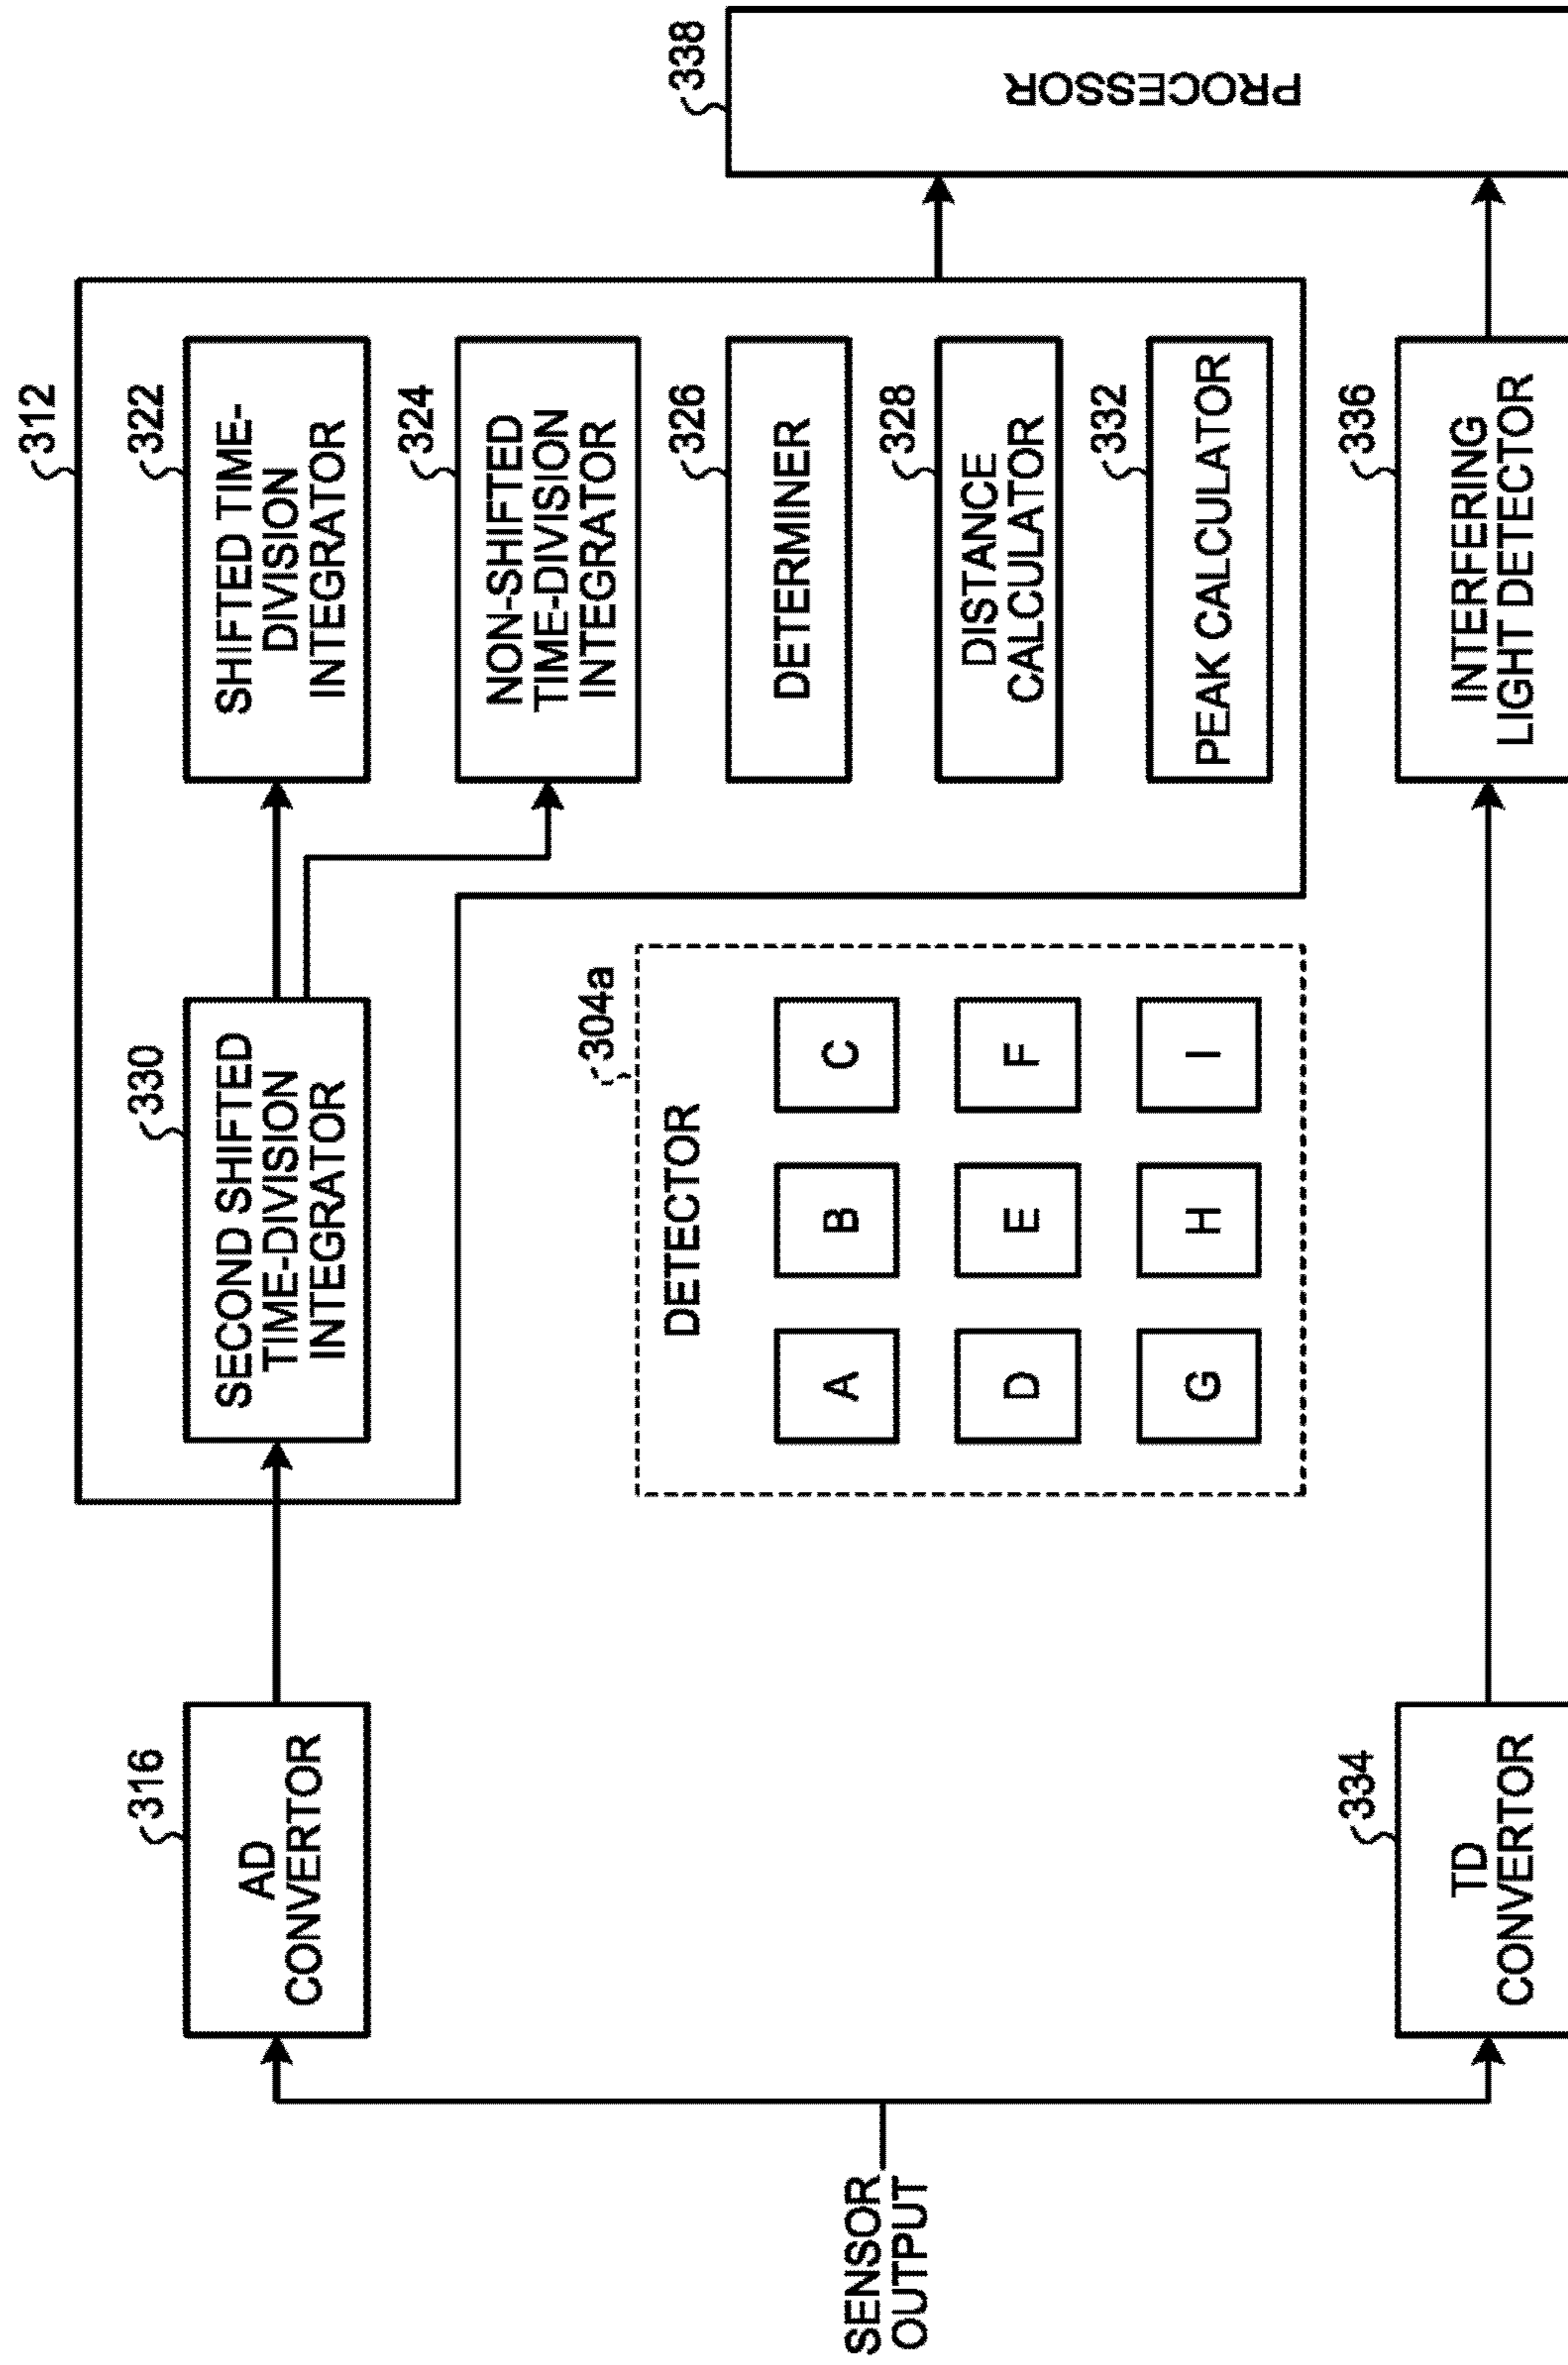 312
330
SECOND SHIFTED
TIME-DIVISION
INTEGRATOR
322
SHIFTED TIME-
DIVISION
INTEGRATOR
324
NON-SHIFTED
TIME-DIVISION
INTEGRATOR
326
DETERMINER
328
DISTANCE
CALCULATOR
332
PEAK CALCULATOR
316
AD
CONVERTOR
304a
DETECTOR
A
B
C
D
E
F
G
H
I
SENSOR
OUTPUT
334
TD
CONVERTOR
336
INTERFERING
LIGHT DETECTOR
338
PROCESSOR